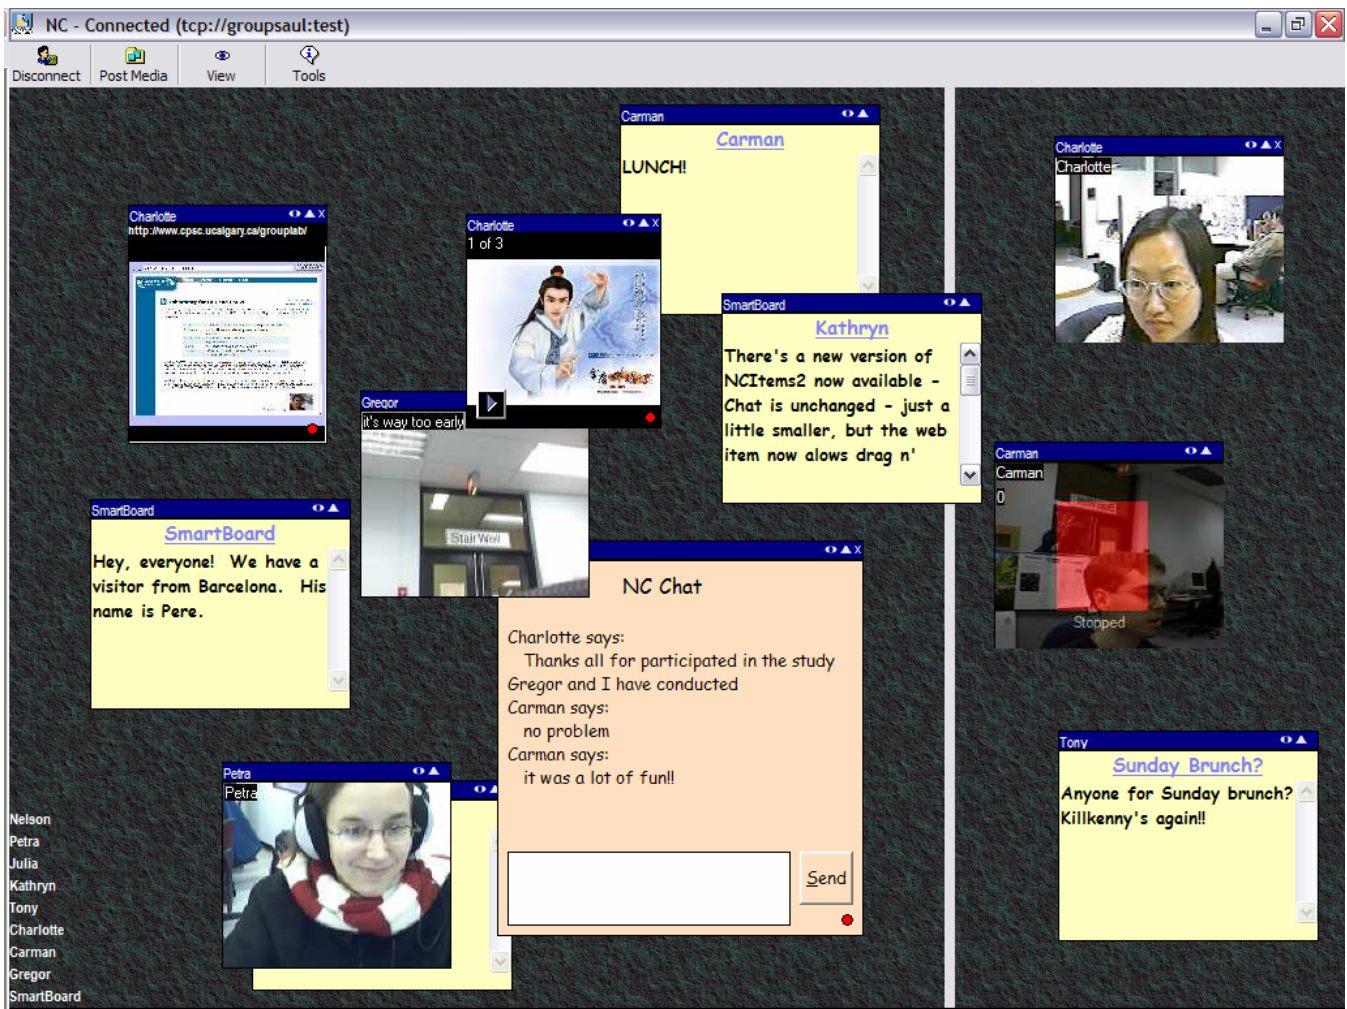 NC - Connected (tcp://groupsaul:test)
Disconnect
Post Media
View
Tools
Carman
Carman
LUNCH!
Charlotte
Charlotte
Charlotte
http://www.cpsc.ucalgary.ca/grouplab/
Charlotte
1 of 3
SmartBoard
Kathryn
There's a new version of
NCItems2 now available -
Chat is unchanged - just a
little smaller, but the web
item now alows drag n'
Gregor
it's way too early
StairWell
Carman
Carman
0
Stopped
SmartBoard
SmartBoard
Hey, everyone! We have a
visitor from Barcelona. His
name is Pere.
NC Chat
Charlotte says:
Thanks all for participated in the study
Gregor and I have conducted
Carman says:
no problem
Carman says:
it was a lot of fun!!
Send
Tony
Sunday Brunch?
Anyone for Sunday brunch?
Killkenny's again!!
Petra
Petra
Nelson
Petra
Julia
Kathryn
Tony
Charlotte
Carman
Gregor
SmartBoard